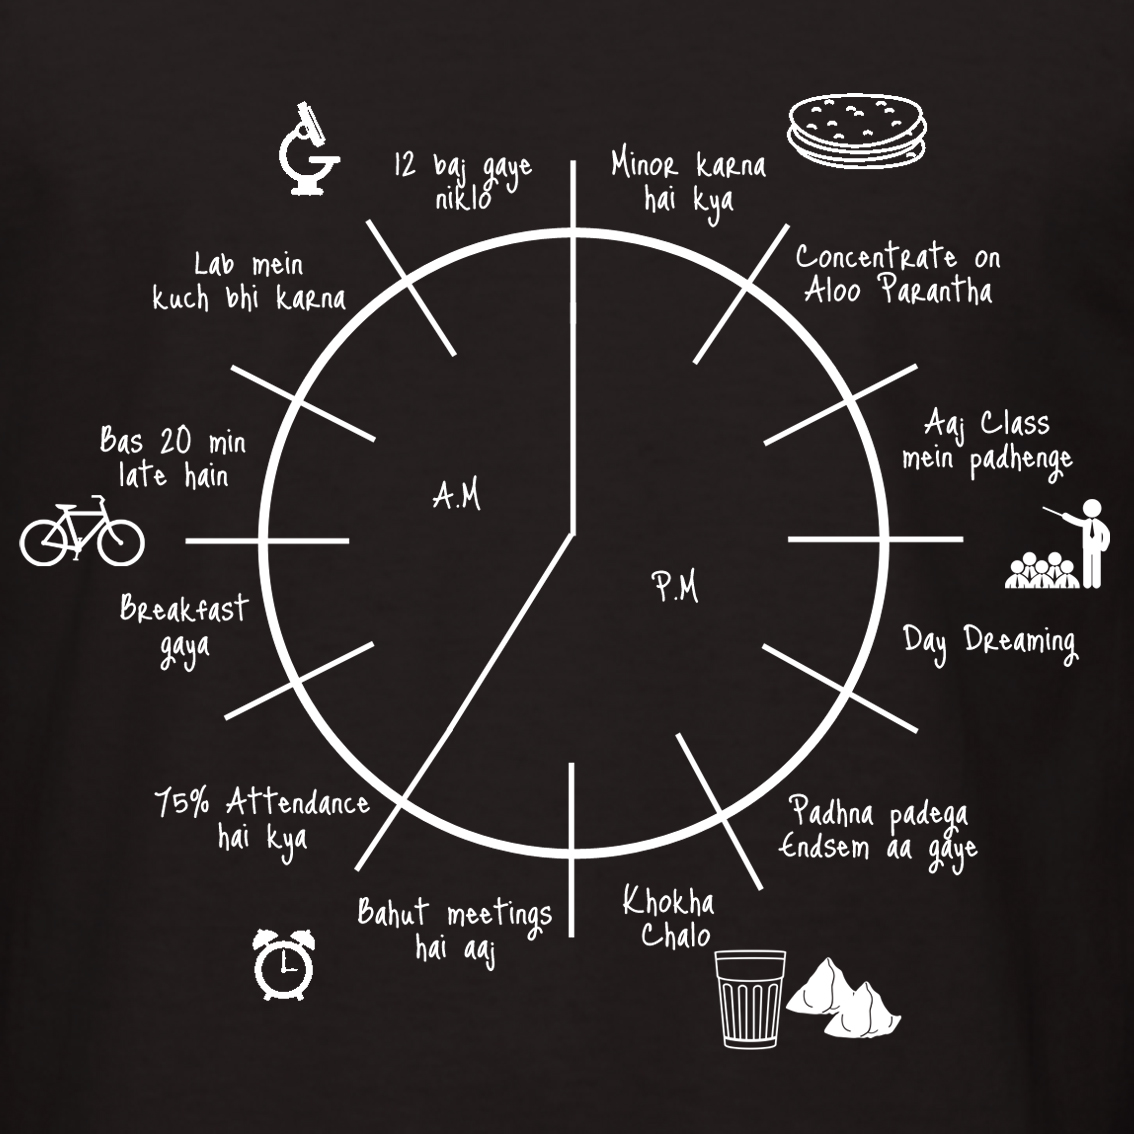 12 baj gaye
niklo
Minor karna
hai kya
Concentrate on
Aloo Parantha
Aaj Class
mein padhenge
Day Dreaming
Padhna padega
Endsem aa gaye
Khokha
Chalo
Bahut meetings
hai aaj
75% Attendance
hai kya
Breakfast
gaya
Bas 20 min
late hain
Lab mein
kuch bhi karna
A.M
P.M